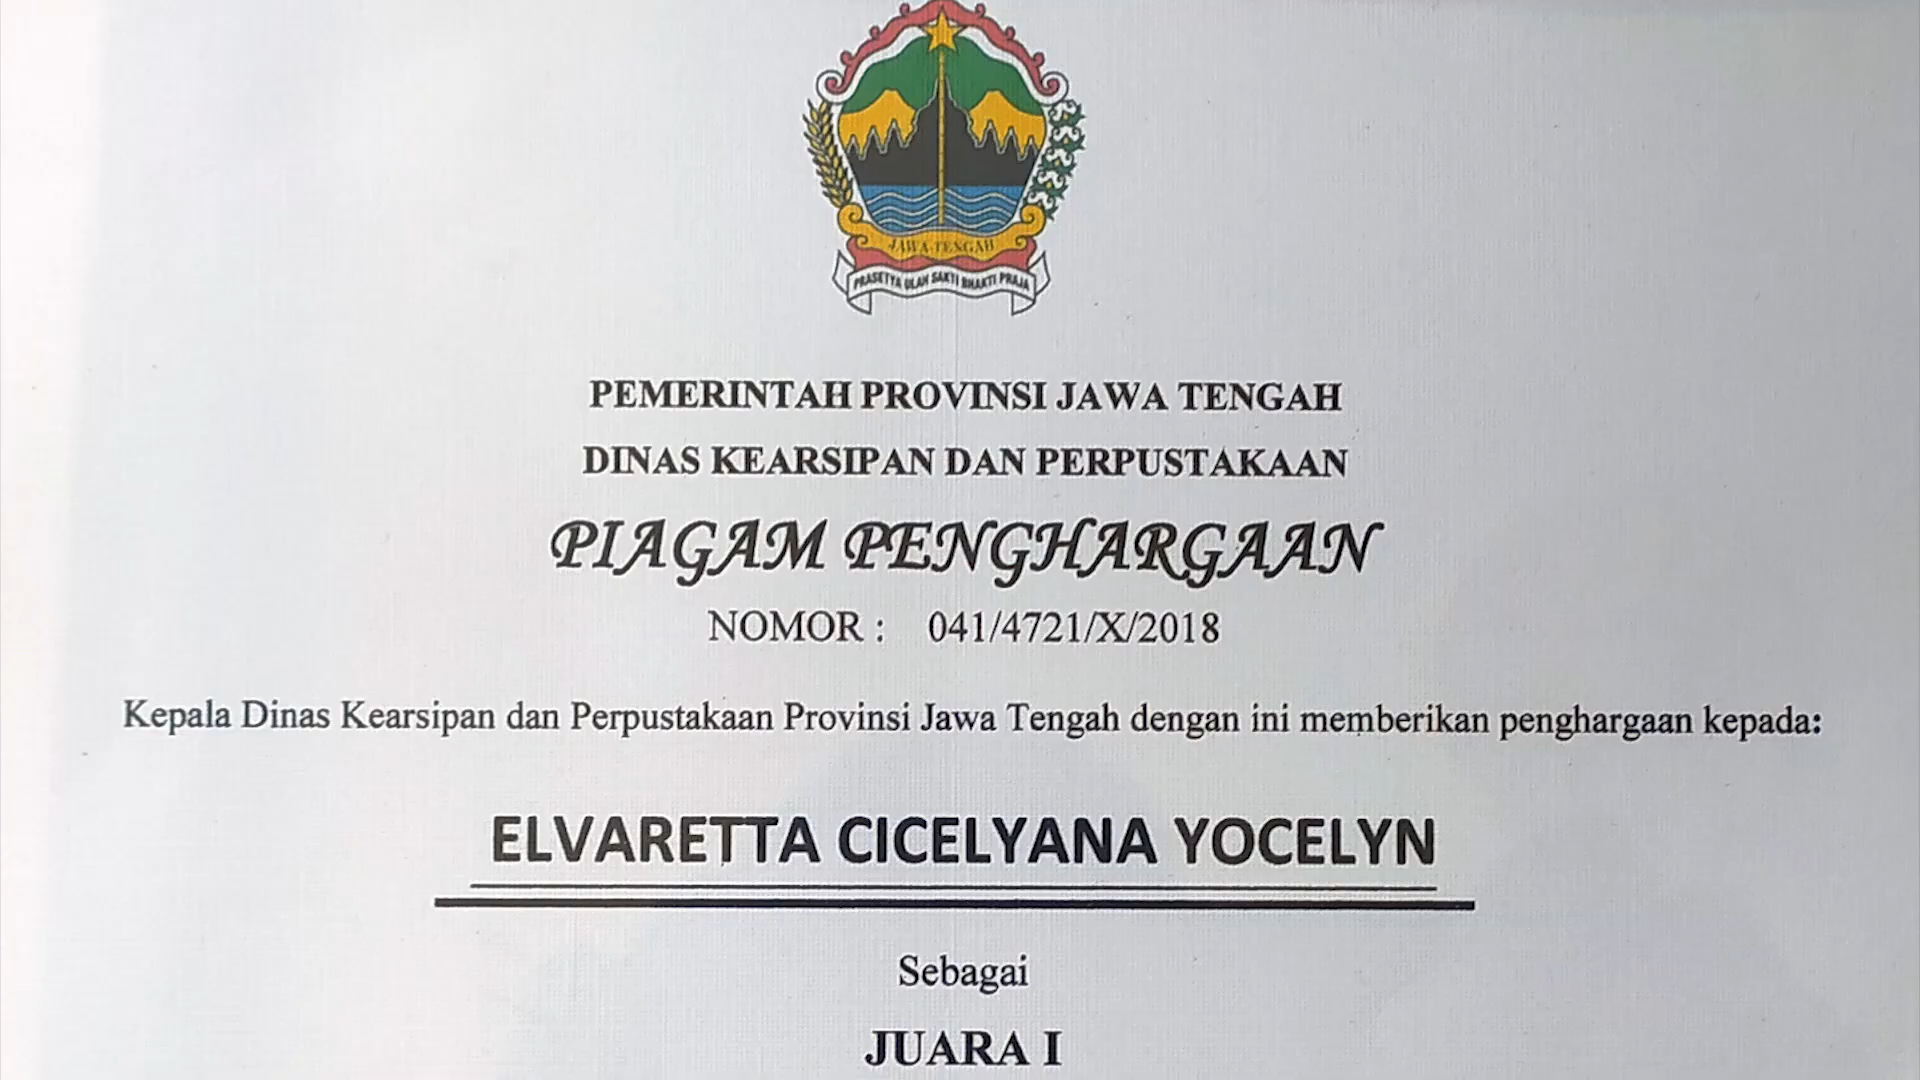 JAWA TENGAH
PRASETYA ULAH SAKTI BHAKTI PRAJA
PEMERINTAH PROVINSI JAWA TENGAH
DINAS KEARSIPAN DAN PERPUSTAKAAN
PIAGAM PENGHARGAAN
NOMOR : 041/4721/X/2018
Kepala Dinas Kearsipan dan Perpustakaan Provinsi Jawa Tengah dengan ini memberikan penghargaan kepada:
ELVARETTA CICELYANA YOCELYN
Sebagai
JUARA I